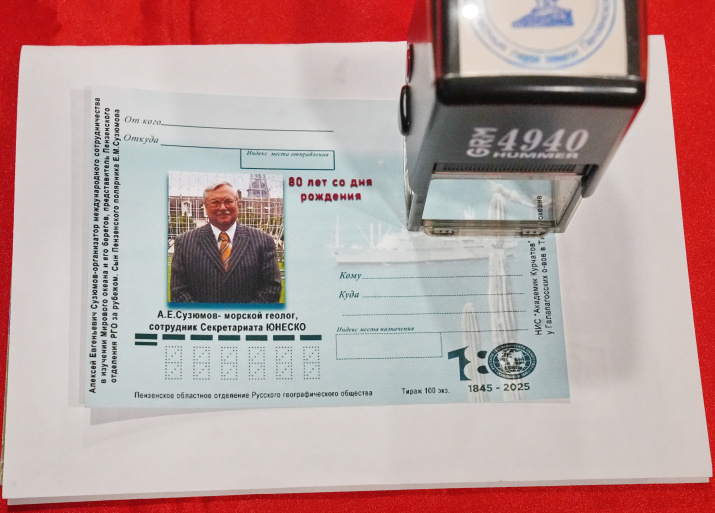 GRM 4940
HUMMER
Алексей Евгеньевич Сузюмов-организатор международного сотрудничества
в изучении Мирового океана и его берегов, представитель Пензенского
отделения РГО за рубежом. Сын Пензенского полярника Е.М.Сузюмова
От кого
Откуда
Индекс места отправления
80 лет со дня
рождения
А.Е.Сузюмов- морской геолог,
сотрудник Секретариата ЮНЕСКО
Кому
Куда
Индекс места назначения
НИС "Академик Курчатов"
у Галапагосских о-вов в океане
180
1845 - 2025
Пензенское областное отделение Русского географического общества
Тираж 100 экз.